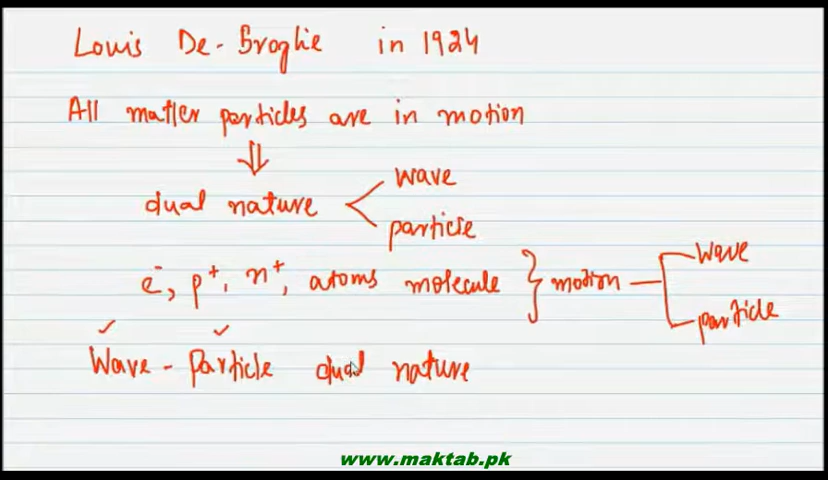 Louis De-Broglie in 1924
All matter particles are in motion
⇓
dual nature < wave
particle
e⁻, p⁺, n⁺, atoms molecule } motion — wave
particle
✓ ✓
Wave - Particle dual nature
www.maktab.pk